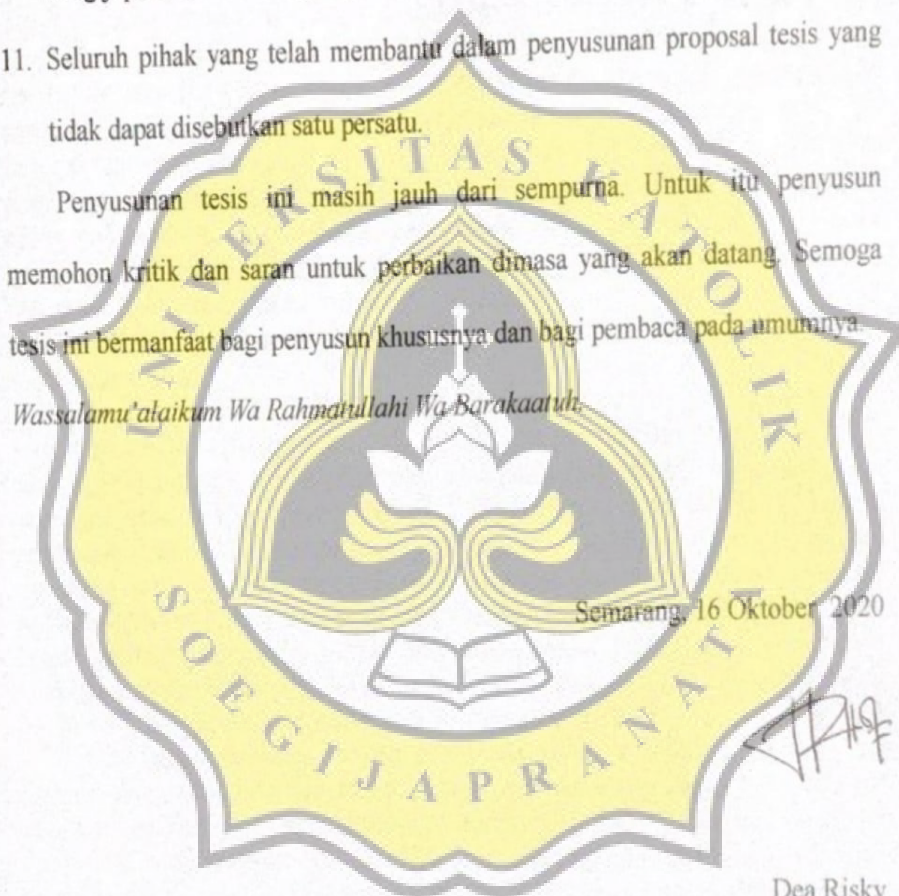 11. Seluruh pihak yang telah membantu dalam penyusunan proposal tesis yang
tidak dapat disebutkan satu persatu.
Penyusunan tesis ini masih jauh dari sempurna. Untuk itu penyusun
memohon kritik dan saran untuk perbaikan dimasa yang akan datang. Semoga
tesis ini bermanfaat bagi penyusun khususnya dan bagi pembaca pada umumnya.
Wassalamu'alaikum Wa Rahmatullahi Wa Barakaatuh.
Semarang, 16 Oktober 2020
Dea Risky
UNIVERSITAS KATOLIK
SOEGIJAPRANATA